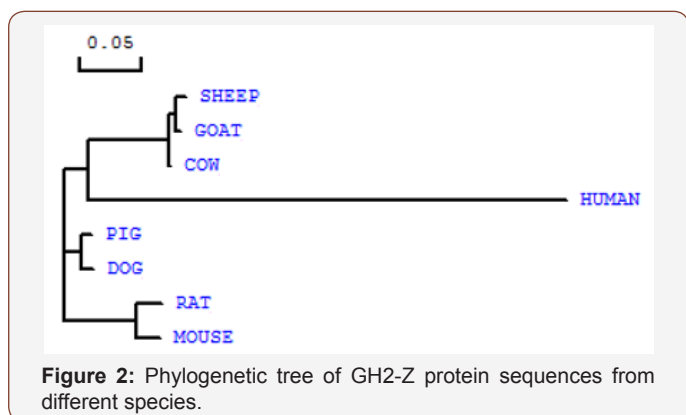 0.05
SHEEP
GOAT
COW
HUMAN
PIG
DOG
RAT
MOUSE
Figure 2: Phylogenetic tree of GH2-Z protein sequences from
different species.